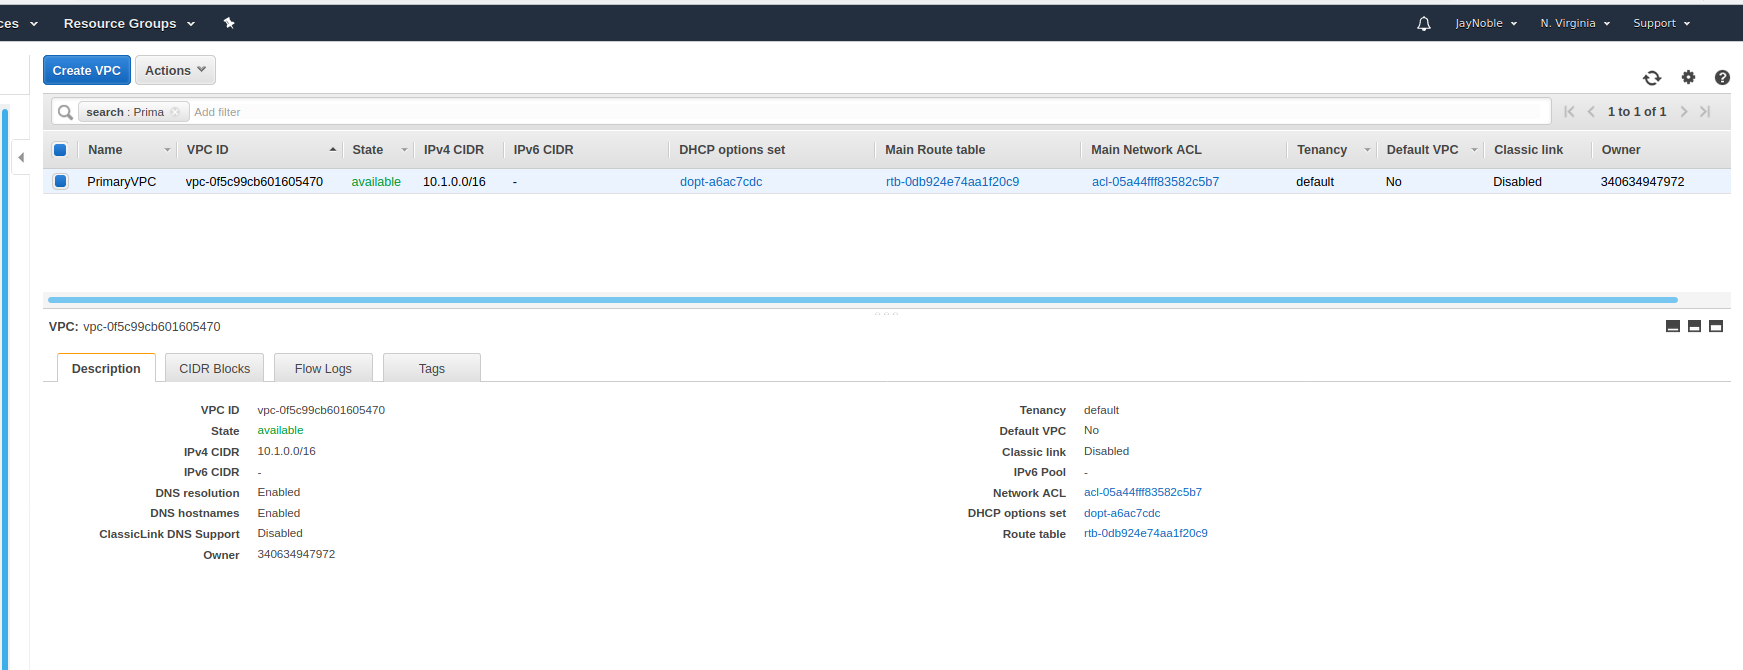 ces Resource Groups JayNoble N. Virginia Support
Create VPC Actions
search : Prima Add filter 1 to 1 of 1
Name VPC ID State IPv4 CIDR IPv6 CIDR DHCP options set Main Route table Main Network ACL Tenancy Default VPC Classic link Owner
PrimaryVPC vpc-0f5c99cb601605470 available 10.1.0.0/16 - dopt-a6ac7cdc rtb-0db924e74aa1f20c9 acl-05a44fff83582c5b7 default No Disabled 340634947972
VPC: vpc-0f5c99cb601605470
Description CIDR Blocks Flow Logs Tags
VPC ID vpc-0f5c99cb601605470 Tenancy default
State available Default VPC No
IPv4 CIDR 10.1.0.0/16 Classic link Disabled
IPv6 CIDR - IPv6 Pool -
DNS resolution Enabled Network ACL acl-05a44fff83582c5b7
DNS hostnames Enabled DHCP options set dopt-a6ac7cdc
ClassicLink DNS Support Disabled Route table rtb-0db924e74aa1f20c9
Owner 340634947972